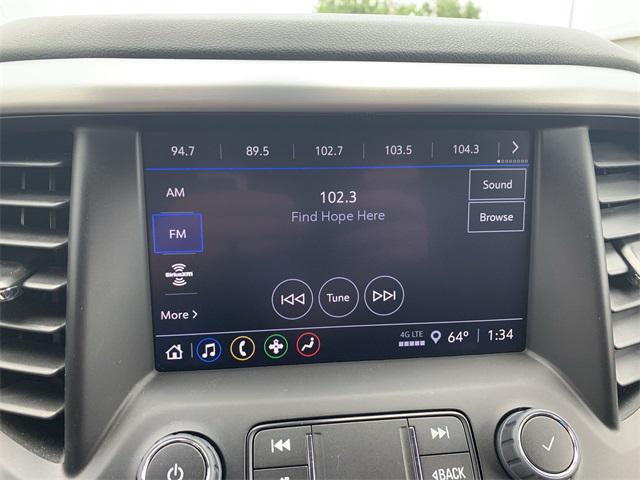 94.7 89.5 102.7 103.5 104.3
AM
102.3
Sound
Find Hope Here
Browse
FM
SiriusXM
Tune
More
4G LTE
64° 1:34
BACK